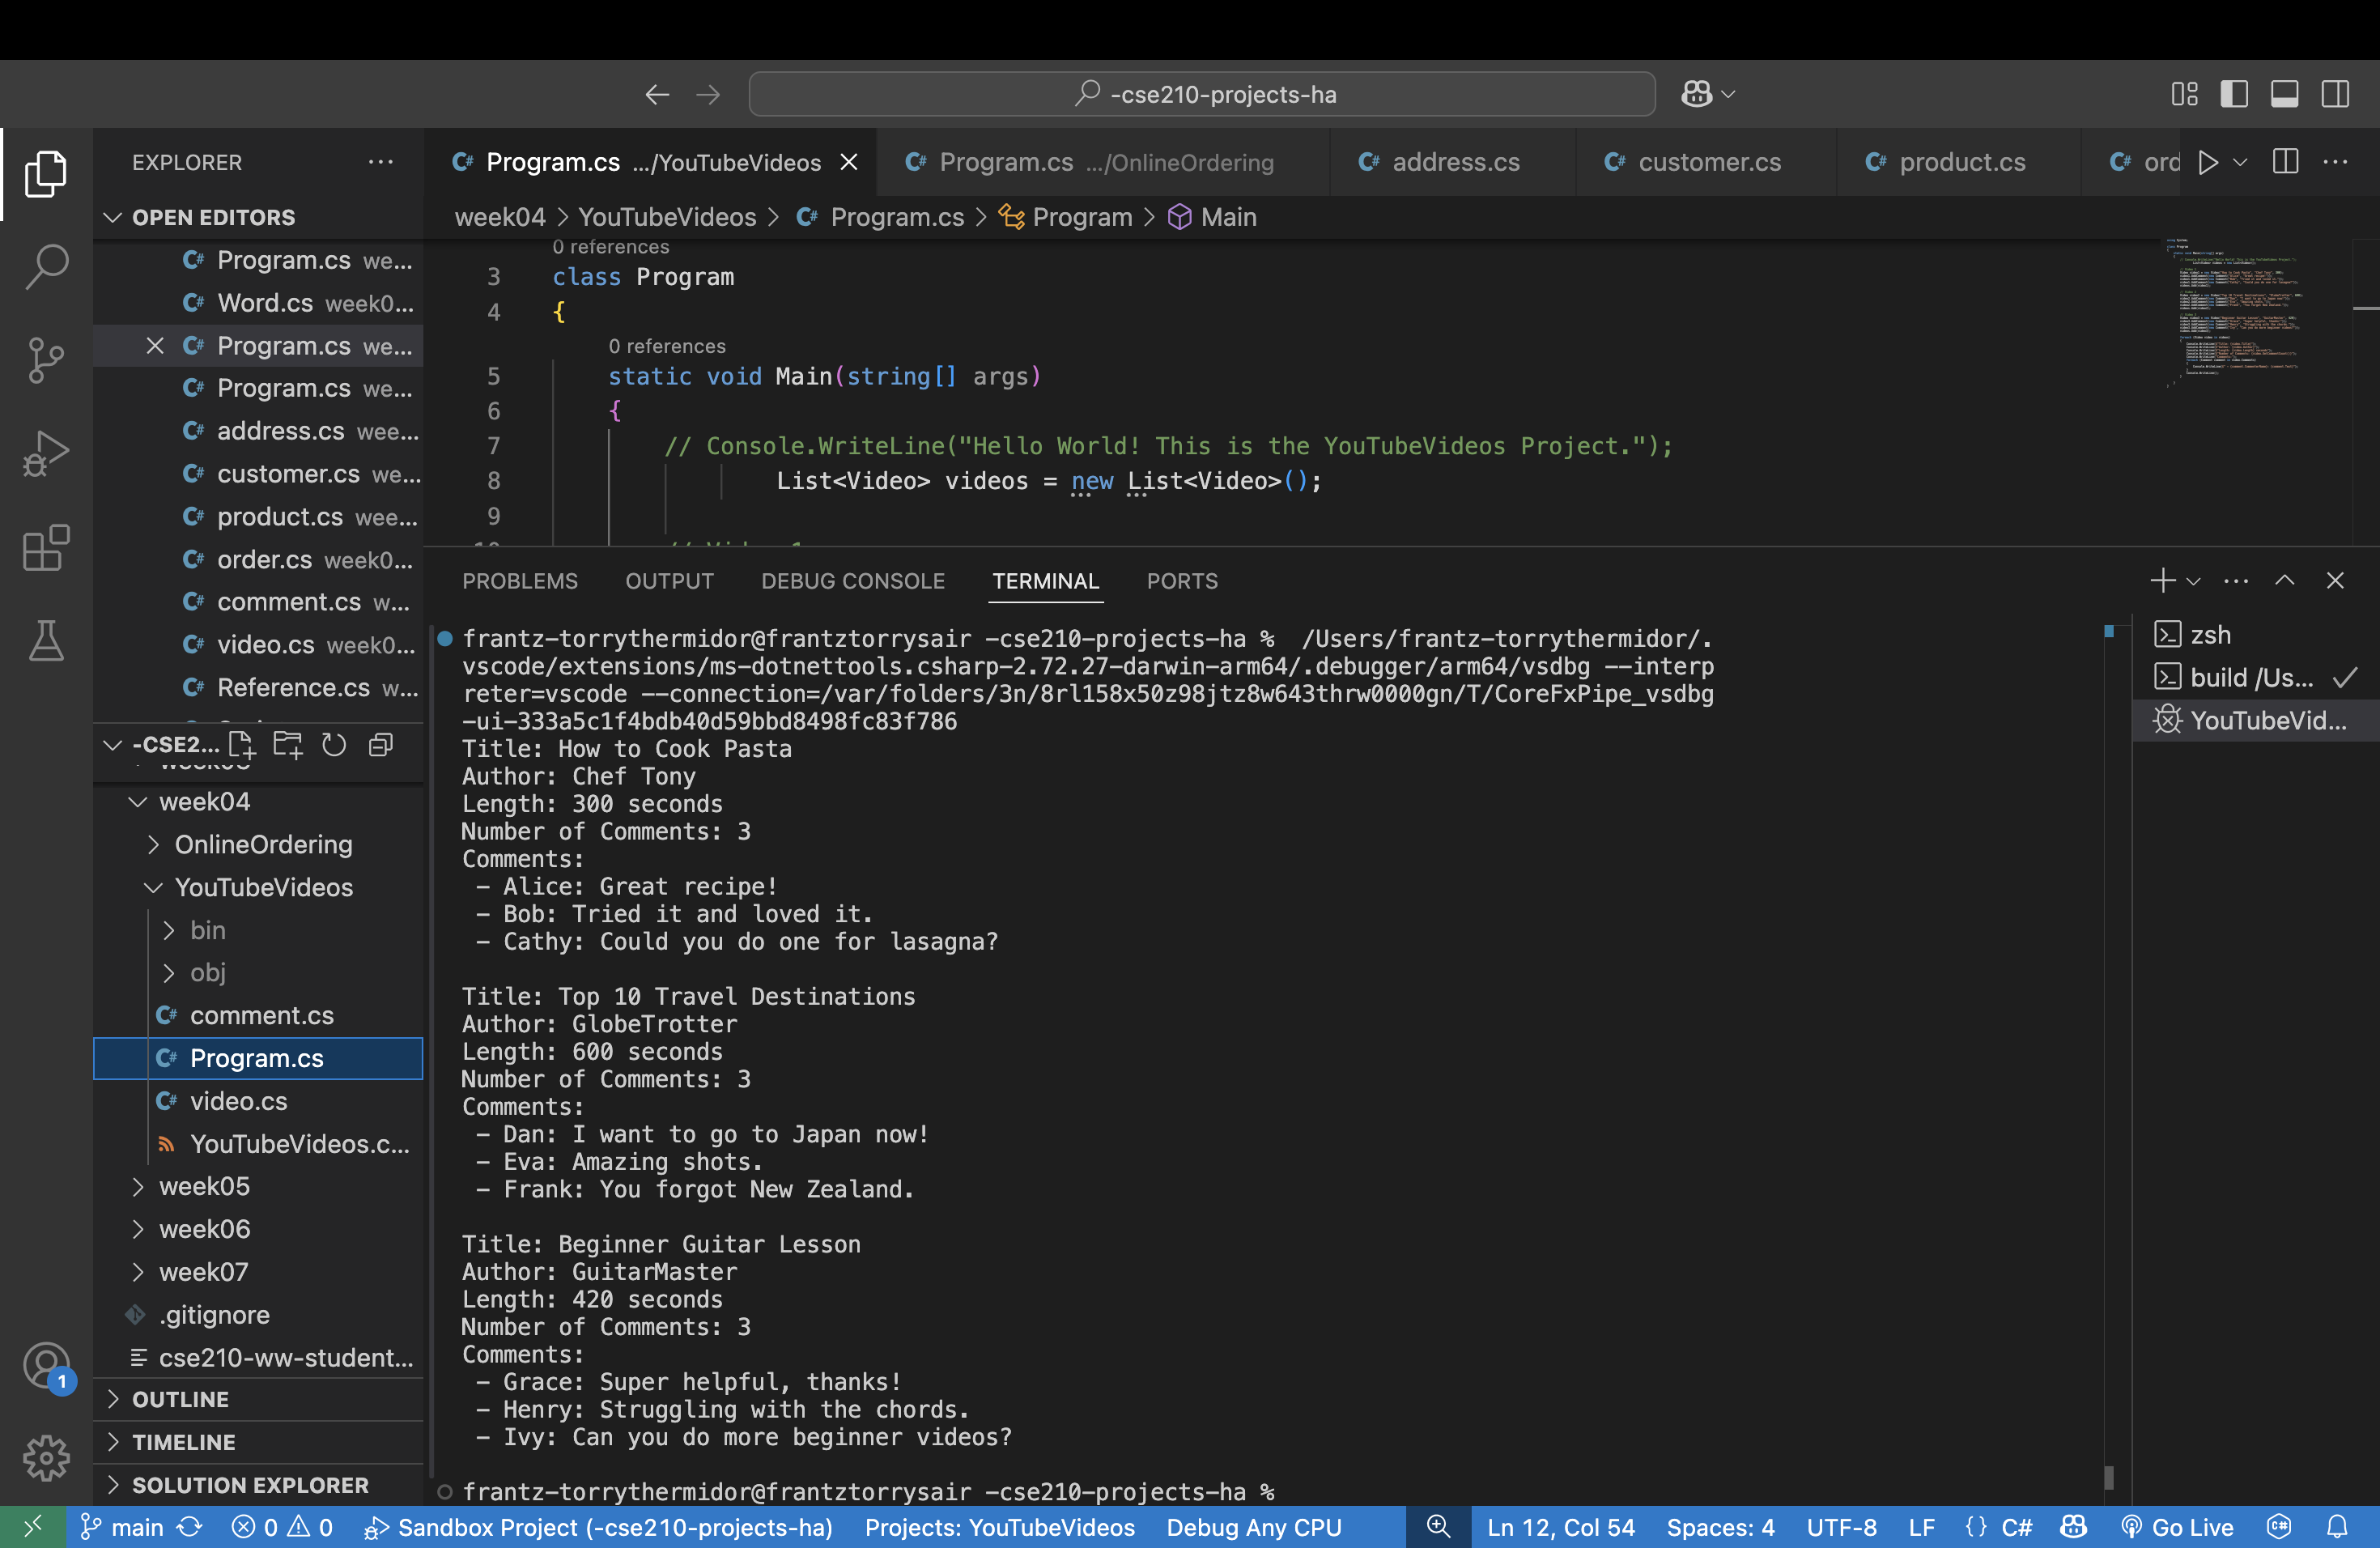 -cse210-projects-ha
EXPLORER
Program.cs .../YouTubeVideos
Program.cs .../OnlineOrdering
address.cs
customer.cs
product.cs
ord
OPEN EDITORS
week04 > YouTubeVideos > Program.cs > Program > Main
Program.cs we...
Word.cs week0...
Program.cs we...
Program.cs we...
address.cs wee...
customer.cs we...
product.cs wee...
order.cs week0...
comment.cs w...
video.cs week0...
Reference.cs w...
0 references
3 class Program
4 {
0 references
5 static void Main(string[] args)
6 {
7 // Console.WriteLine("Hello World! This is the YouTubeVideos Project.");
8 List<Video> videos = new List<Video>();
9
-CSE2...
week04
OnlineOrdering
YouTubeVideos
bin
obj
comment.cs
Program.cs
video.cs
YouTubeVideos.c...
week05
week06
week07
.gitignore
cse210-ww-student...
OUTLINE
TIMELINE
SOLUTION EXPLORER
PROBLEMS OUTPUT DEBUG CONSOLE TERMINAL PORTS
frantz-torrythermidor@frantztorrysair -cse210-projects-ha % /Users/frantz-torrythermidor/.
vscode/extensions/ms-dotnettools.csharp-2.72.27-darwin-arm64/.debugger/arm64/vsdbg --interp
reter=vscode --connection=/var/folders/3n/8rl158x50z98jtz8w643thrw0000gn/T/CoreFxPipe_vsdbg
-ui-333a5c1f4bdb40d59bbd8498fc83f786
Title: How to Cook Pasta
Author: Chef Tony
Length: 300 seconds
Number of Comments: 3
Comments:
- Alice: Great recipe!
- Bob: Tried it and loved it.
- Cathy: Could you do one for lasagna?
Title: Top 10 Travel Destinations
Author: GlobeTrotter
Length: 600 seconds
Number of Comments: 3
Comments:
- Dan: I want to go to Japan now!
- Eva: Amazing shots.
- Frank: You forgot New Zealand.
Title: Beginner Guitar Lesson
Author: GuitarMaster
Length: 420 seconds
Number of Comments: 3
Comments:
- Grace: Super helpful, thanks!
- Henry: Struggling with the chords.
- Ivy: Can you do more beginner videos?
frantz-torrythermidor@frantztorrysair -cse210-projects-ha %
zsh
build /Us...
YouTubeVid...
1
main 0 0 Sandbox Project (-cse210-projects-ha) Projects: YouTubeVideos Debug Any CPU Ln 12, Col 54 Spaces: 4 UTF-8 LF {} C# Go Live